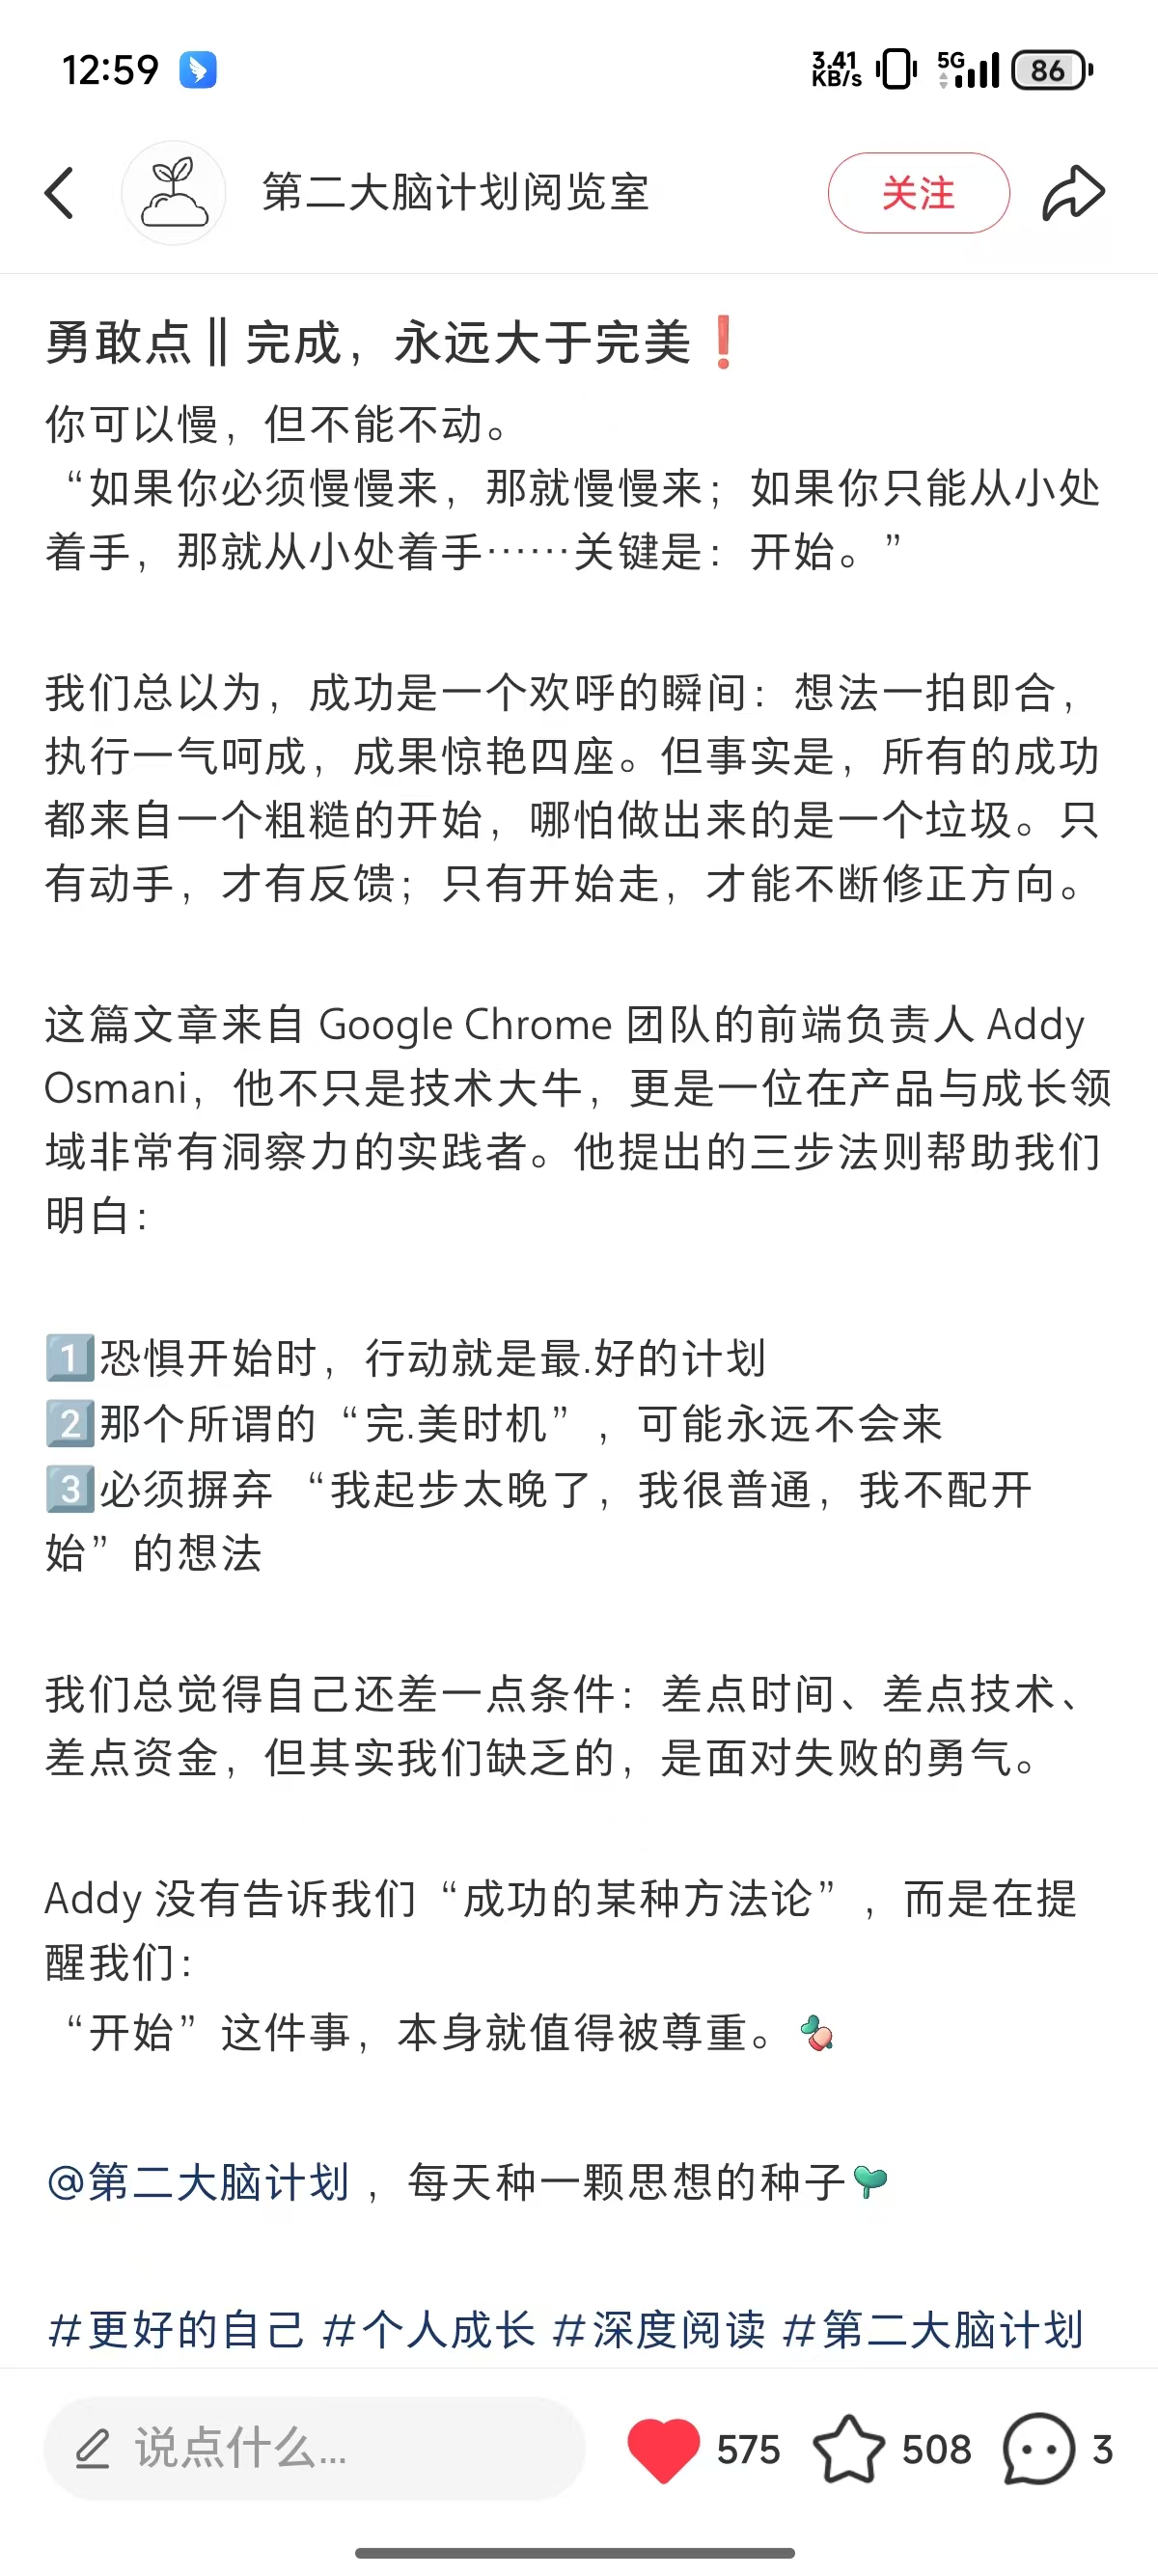 12:59
3.41 KB/s
5G
86
第二大脑计划阅览室
关注
勇敢点 || 完成，永远大于完美❗
你可以慢，但不能不动。
“如果你必须慢慢来，那就慢慢来；如果你只能从小处
着手，那就从小处着手……关键是：开始。”
我们总以为，成功是一个欢呼的瞬间：想法一拍即合，
执行一气呵成，成果惊艳四座。但事实是，所有的成功
都来自一个粗糙的开始，哪怕做出来的是一个垃圾。只
有动手，才有反馈；只有开始走，才能不断修正方向。
这篇文章来自 Google Chrome 团队的前端负责人 Addy
Osmani，他不只是技术大牛，更是一位在产品与成长领
域非常有洞察力的实践者。他提出的三步法则帮助我们
明白：
1️⃣恐惧开始时，行动就是最.好的计划
2️⃣那个所谓的“完.美时机”，可能永远不会来
3️⃣必须摒弃 “我起步太晚了，我很普通，我不配开
始”的想法
我们总觉得自己还差一点条件：差点时间、差点技术、
差点资金，但其实我们缺乏的，是面对失败的勇气。
Addy 没有告诉我们“成功的某种方法论”，而是在提
醒我们：
“开始”这件事，本身就值得被尊重。
@第二大脑计划 ，每天种一颗思想的种子
#更好的自己 #个人成长 #深度阅读 #第二大脑计划
说点什么...
575
508
3